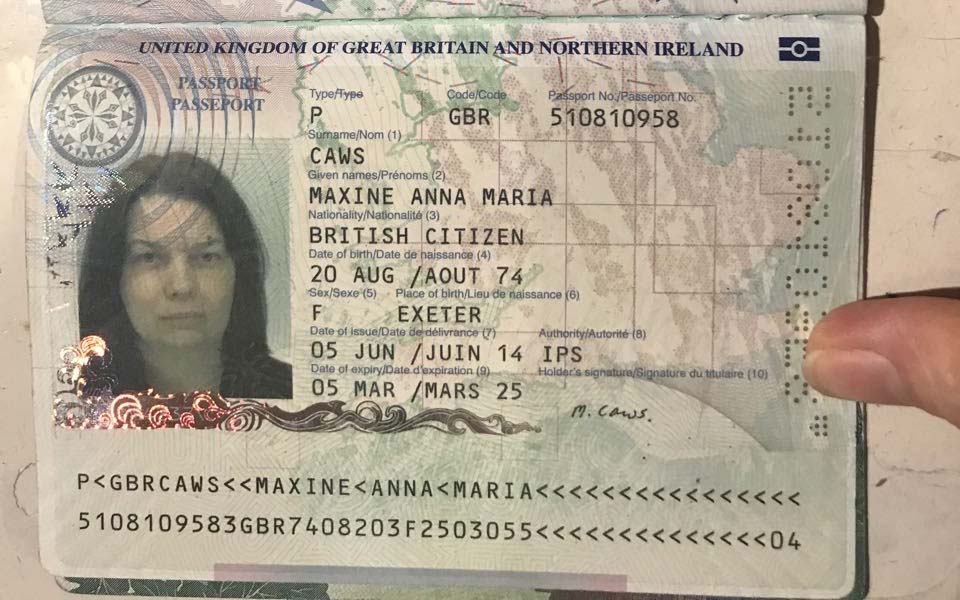 UNITED KINGDOM OF GREAT BRITAIN AND NORTHERN IRELAND
PASSPORT
PASSEPORT
Type/Type Code/Code Passport No./Passeport No.
P GBR 510810958
Surname/Nom (1)
CAWS
Given names/Prénoms (2)
MAXINE ANNA MARIA
Nationality/Nationalité (3)
BRITISH CITIZEN
Date of birth/Date de naissance (4)
20 AUG /AOUT 74
Sex/Sexe (5) Place of birth/Lieu de naissance (6)
F EXETER
Date of issue/Date de délivrance (7) Authority/Autorité (8)
05 JUN /JUIN 14 IPS
Date of expiry/Date d'expiration (9) Holder's signature/Signature du titulaire (10)
05 MAR /MARS 25
M. Caws.
P<GBRCAWS<<MAXINE<ANNA<MARIA<<<<<<<<<<<<<<<<
5108109583GBR7408203F2503055<<<<<<<<<<<<<<04